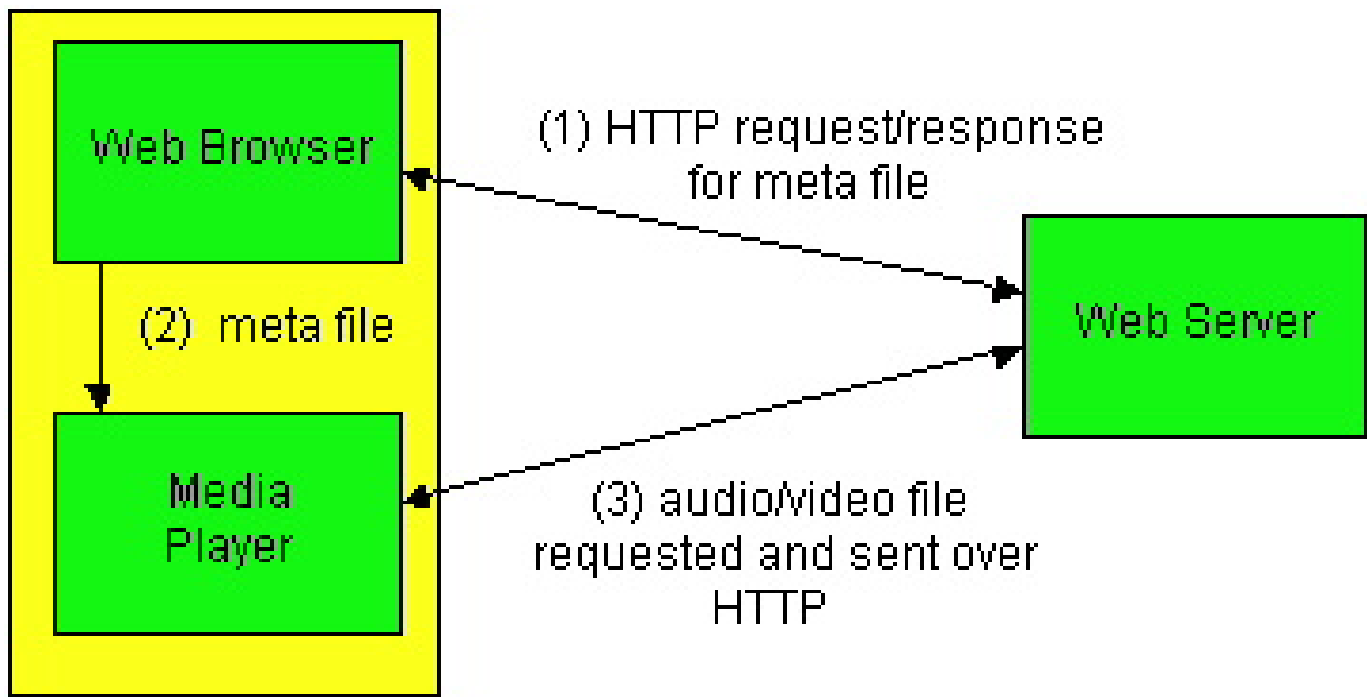 Web Browser
(1) HTTP request/response
for meta file
(2) meta file
Web Server
Media
Player
(3) audio/video file
requested and sent over
HTTP